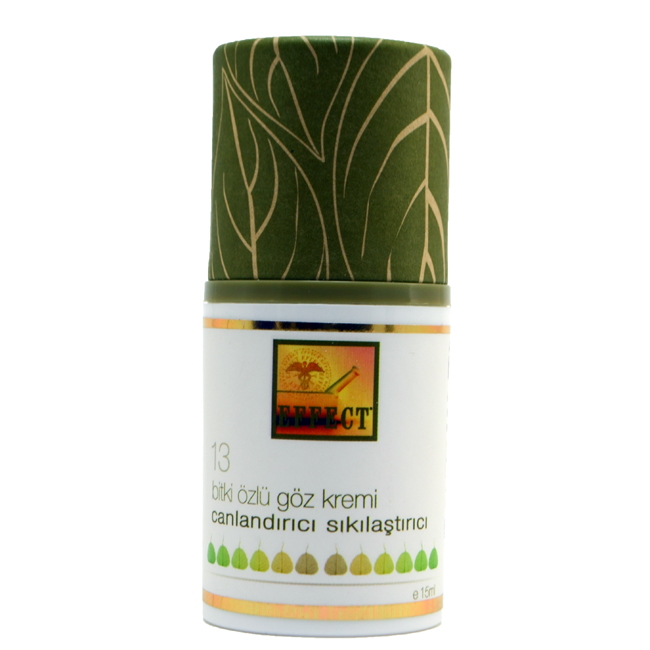 EFFECT
13
bitki özlü göz kremi
canlandırıcı sıkılaştırıcı
e 15ml